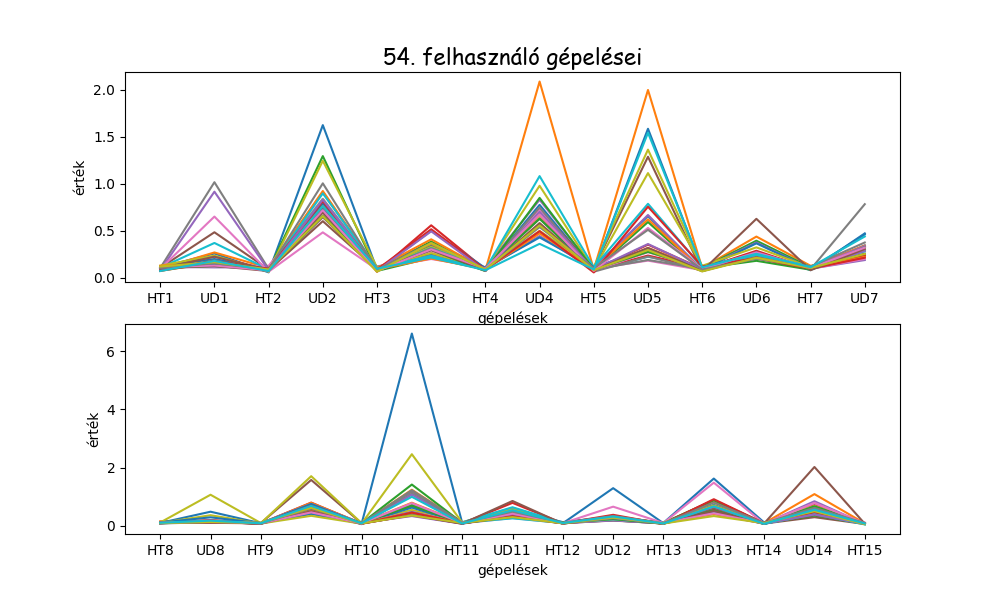 54. felhasználó gépelései
érték
2.0
1.5
1.0
0.5
0.0
HT1 UD1 HT2 UD2 HT3 UD3 HT4 UD4 HT5 UD5 HT6 UD6 HT7 UD7
gépelések
érték
6
4
2
0
HT8 UD8 HT9 UD9 HT10 UD10 HT11 UD11 HT12 UD12 HT13 UD13 HT14 UD14 HT15
gépelések